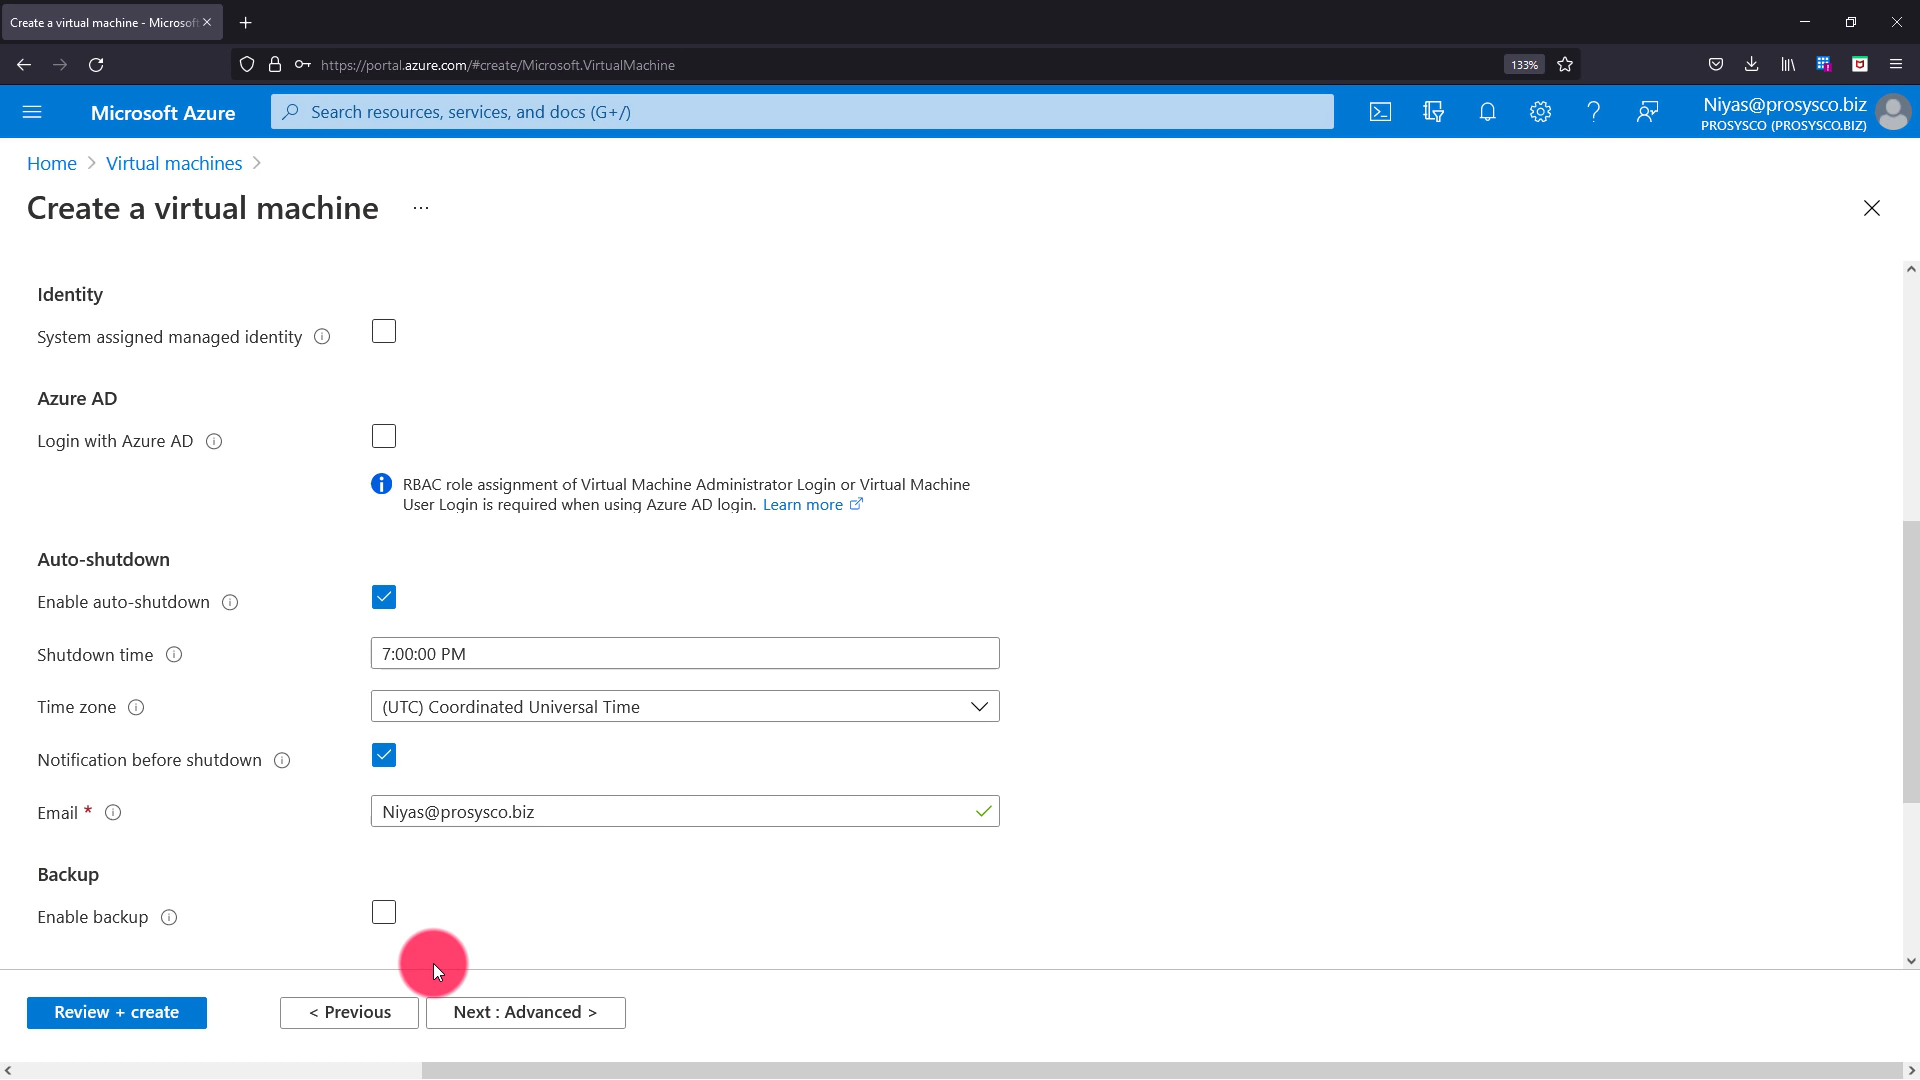 Create a virtual machine - Microsoft
https://portal.azure.com/#create/Microsoft.VirtualMachine
133%
Microsoft Azure
Search resources, services, and docs (G+/)
Niyas@prosysco.biz
PROSYSCO (PROSYSCO.BIZ)
Home > Virtual machines >
Create a virtual machine ...
Identity
System assigned managed identity
Azure AD
Login with Azure AD
RBAC role assignment of Virtual Machine Administrator Login or Virtual Machine
User Login is required when using Azure AD login. Learn more
Auto-shutdown
Enable auto-shutdown
Shutdown time
7:00:00 PM
Time zone
(UTC) Coordinated Universal Time
Notification before shutdown
Email *
Niyas@prosysco.biz
Backup
Enable backup
Review + create
< Previous
Next : Advanced >